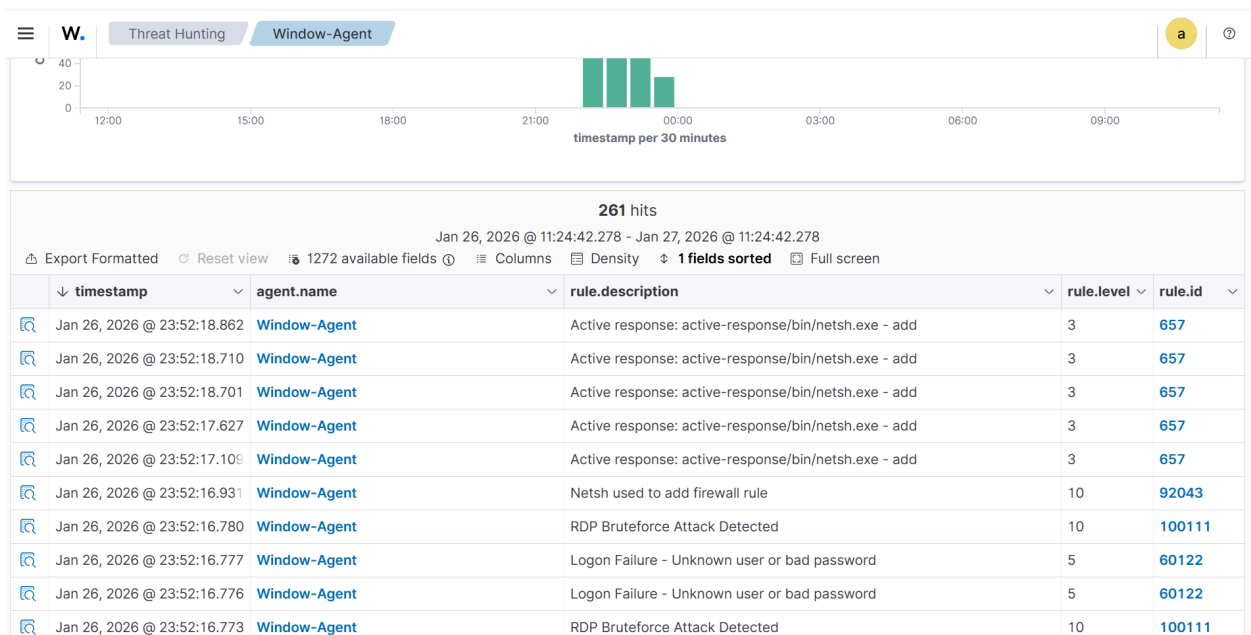 W. Threat Hunting Window-Agent a
40
20
0
12:00 15:00 18:00 21:00 00:00 03:00 06:00 09:00
timestamp per 30 minutes
261 hits
Jan 26, 2026 @ 11:24:42.278 - Jan 27, 2026 @ 11:24:42.278
Export Formatted Reset view 1272 available fields Columns Density 1 fields sorted Full screen
timestamp agent.name rule.description rule.level rule.id
Jan 26, 2026 @ 23:52:18.862 Window-Agent Active response: active-response/bin/netsh.exe - add 3 657
Jan 26, 2026 @ 23:52:18.710 Window-Agent Active response: active-response/bin/netsh.exe - add 3 657
Jan 26, 2026 @ 23:52:18.701 Window-Agent Active response: active-response/bin/netsh.exe - add 3 657
Jan 26, 2026 @ 23:52:17.627 Window-Agent Active response: active-response/bin/netsh.exe - add 3 657
Jan 26, 2026 @ 23:52:17.109 Window-Agent Active response: active-response/bin/netsh.exe - add 3 657
Jan 26, 2026 @ 23:52:16.931 Window-Agent Netsh used to add firewall rule 10 92043
Jan 26, 2026 @ 23:52:16.780 Window-Agent RDP Bruteforce Attack Detected 10 100111
Jan 26, 2026 @ 23:52:16.777 Window-Agent Logon Failure - Unknown user or bad password 5 60122
Jan 26, 2026 @ 23:52:16.776 Window-Agent Logon Failure - Unknown user or bad password 5 60122
Jan 26, 2026 @ 23:52:16.773 Window-Agent RDP Bruteforce Attack Detected 10 100111